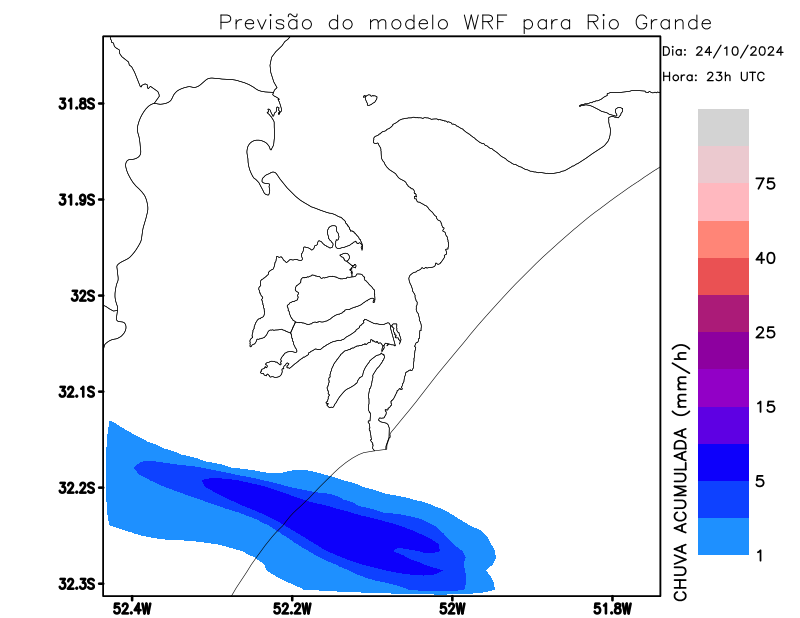 Previsão do modelo WRF para Rio Grande
Dia: 24/10/2024
Hora: 23h UTC
31.8S
31.9S
32S
32.1S
32.2S
32.3S
52.4W
52.2W
52W
51.8W
CHUVA ACUMULADA (mm/h)
75
40
25
15
5
1